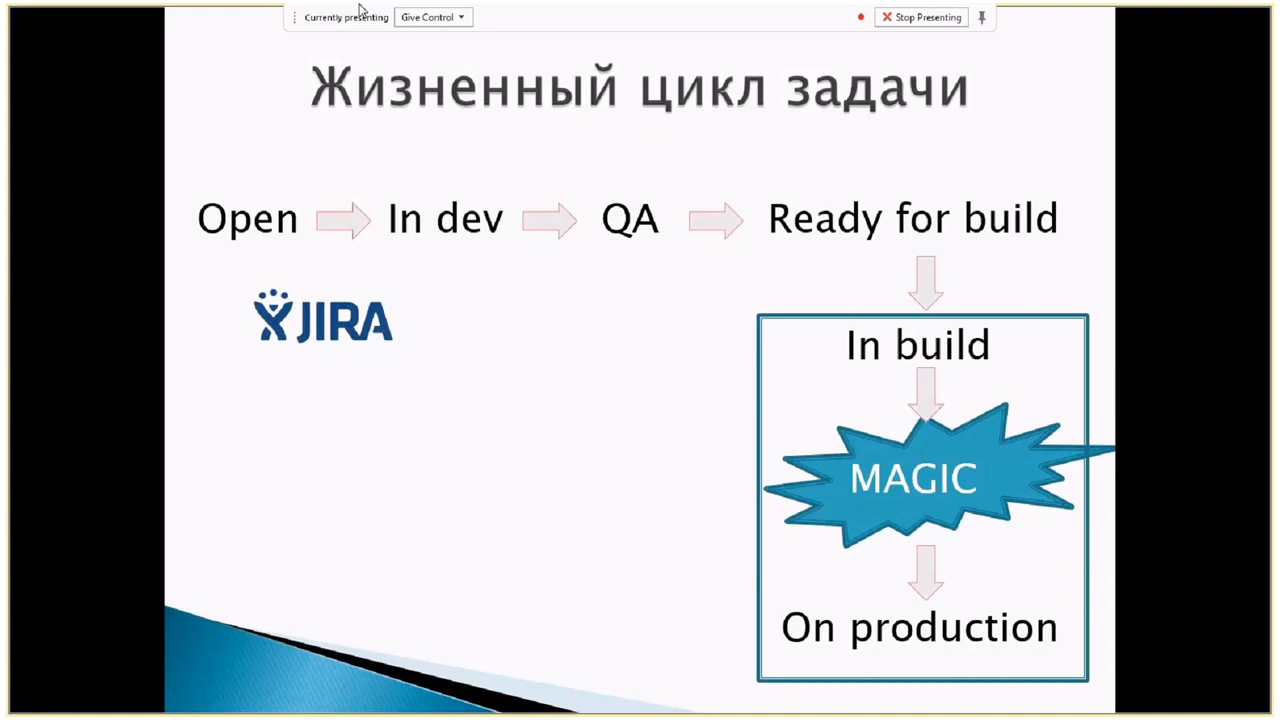 Currently presenting Give Control Stop Presenting
Жизненный цикл задачи
Open In dev QA Ready for build
JIRA
In build
MAGIC
On production